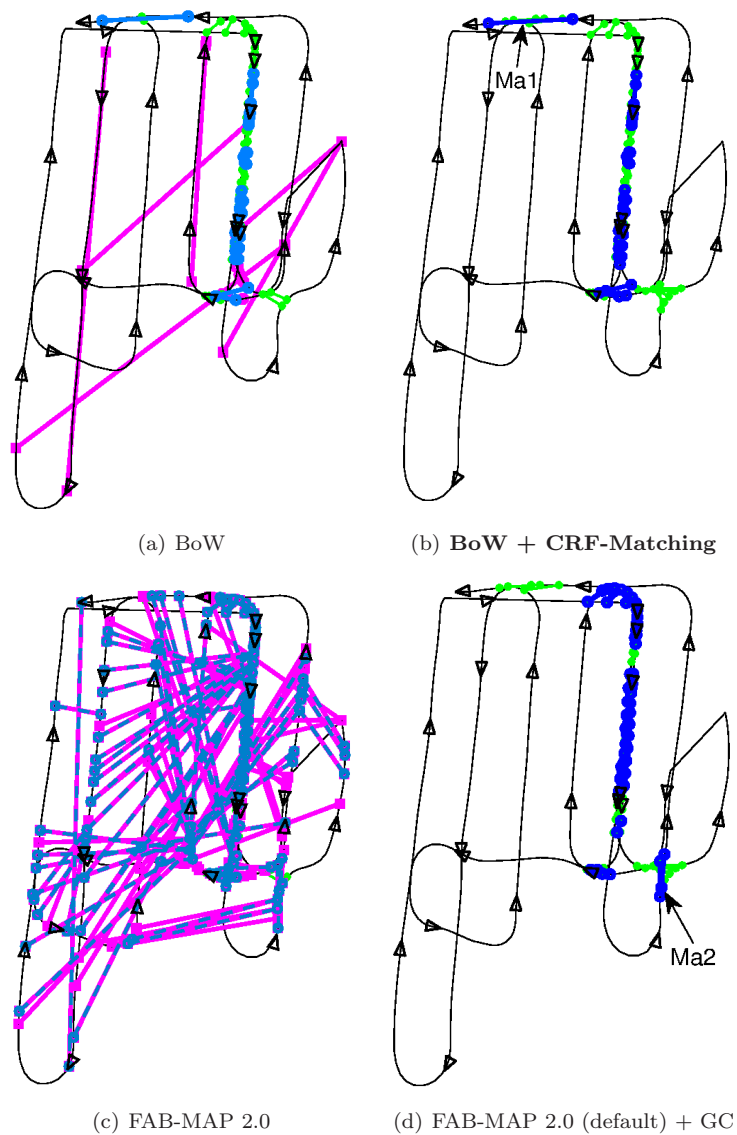 Ma1
(a) BoW
(b) BoW + CRF-Matching
Ma2
(c) FAB-MAP 2.0
(d) FAB-MAP 2.0 (default) + GC